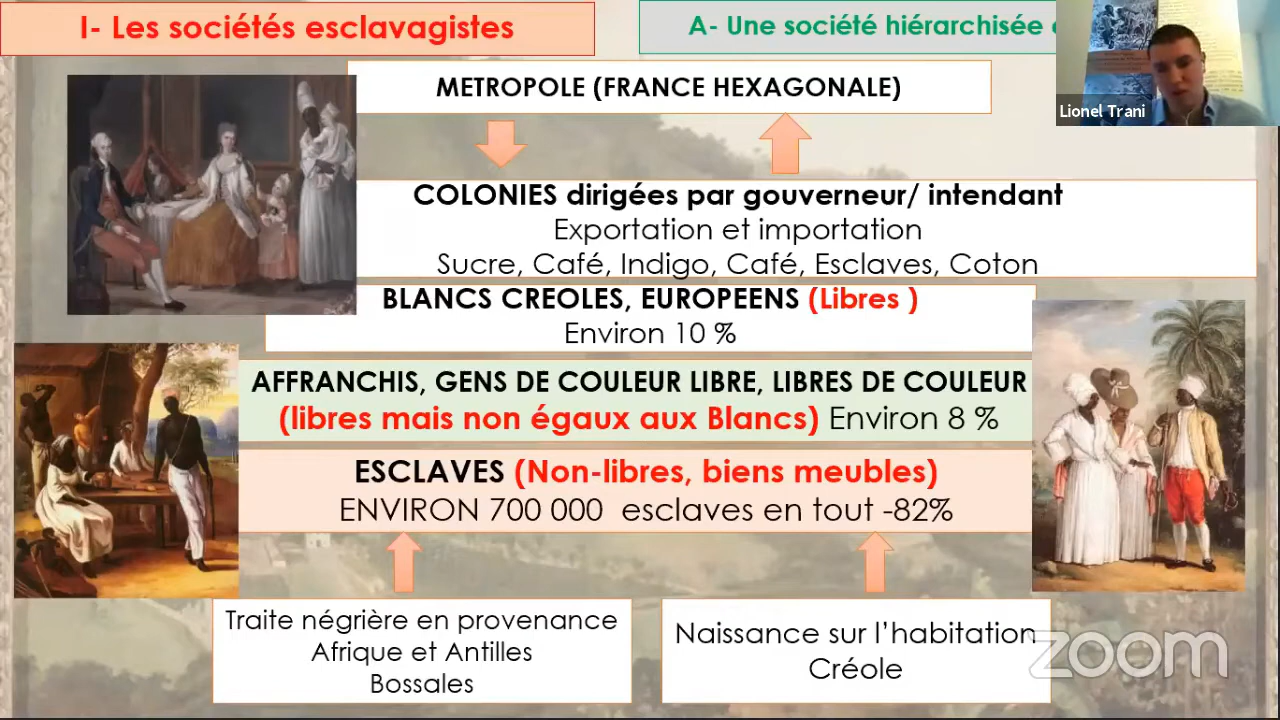 I- Les sociétés esclavagistes
A- Une société hiérarchisée
Lionel Trani
METROPOLE (FRANCE HEXAGONALE)
COLONIES dirigées par gouverneur/ intendant
Exportation et importation
Sucre, Café, Indigo, Café, Esclaves, Coton
BLANCS CREOLES, EUROPEENS (Libres )
Environ 10 %
AFFRANCHIS, GENS DE COULEUR LIBRE, LIBRES DE COULEUR
(libres mais non égaux aux Blancs) Environ 8 %
ESCLAVES (Non-libres, biens meubles)
ENVIRON 700 000 esclaves en tout -82%
Traite négrière en provenance
Afrique et Antilles
Bossales
Naissance sur l’habitation
Créole
zoom